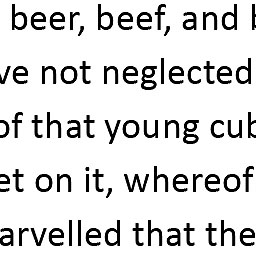 beer, beef, and
ve not neglected
of that young cub
et on it, whereof
arvelled that the